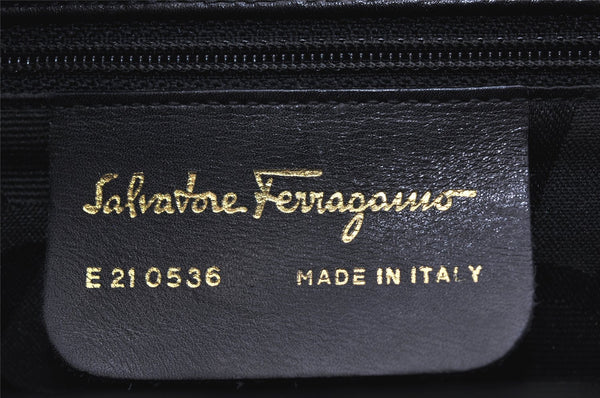 Salvatore Ferragamo
E 21 0536 MADE IN ITALY